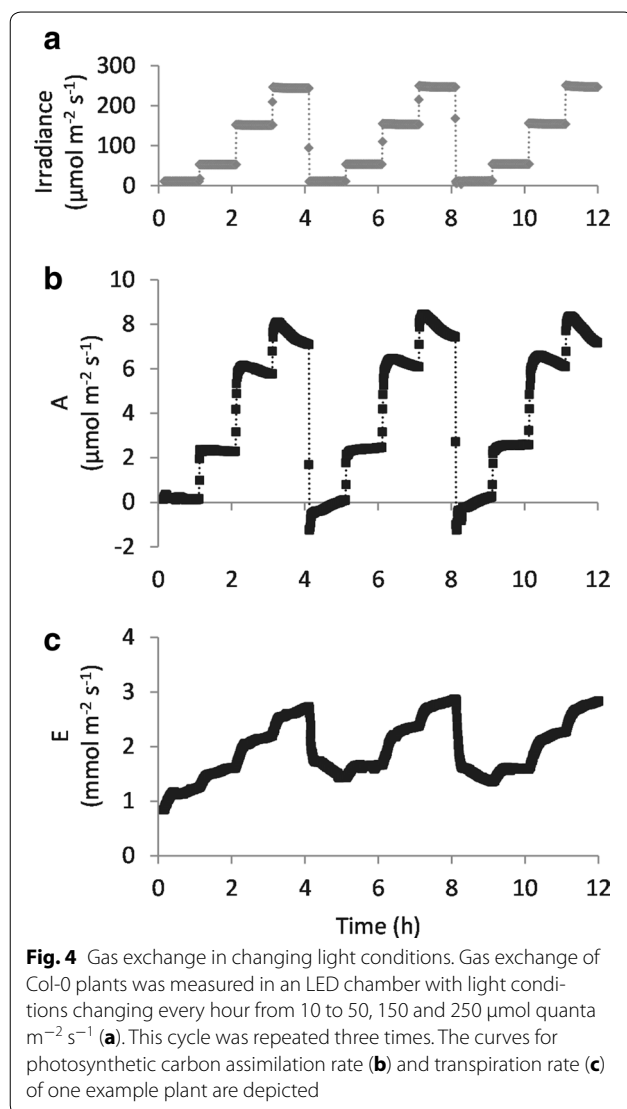 a
300
200
100
0
Irradiance
(µmol m⁻² s⁻¹)
0 2 4 6 8 10 12
b
10
8
6
4
2
0
-2
A
(µmol m⁻² s⁻¹)
0 2 4 6 8 10 12
c
4
3
2
1
0
E
(mmol m⁻² s⁻¹)
0 2 4 6 8 10 12
Time (h)
Fig. 4 Gas exchange in changing light conditions. Gas exchange of
Col-0 plants was measured in an LED chamber with light condi-
tions changing every hour from 10 to 50, 150 and 250 µmol quanta
m⁻² s⁻¹ (a). This cycle was repeated three times. The curves for
photosynthetic carbon assimilation rate (b) and transpiration rate (c)
of one example plant are depicted